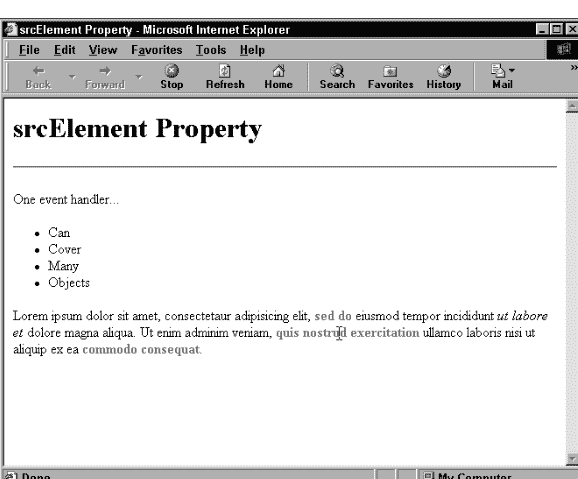 srcElement Property - Microsoft Internet Explorer
File Edit View Favorites Tools Help
Back Forward Stop Refresh Home Search Favorites History Mail »
srcElement Property
One event handler...
• Can
• Cover
• Many
• Objects
Lorem ipsum dolor sit amet, consectetaur adipisicing elit, sed do eiusmod tempor incididunt ut labore
et dolore magna aliqua. Ut enim adminim veniam, quis nostrud exercitation ullamco laboris nisi ut
aliquip ex ea commodo consequat.
Done My Computer